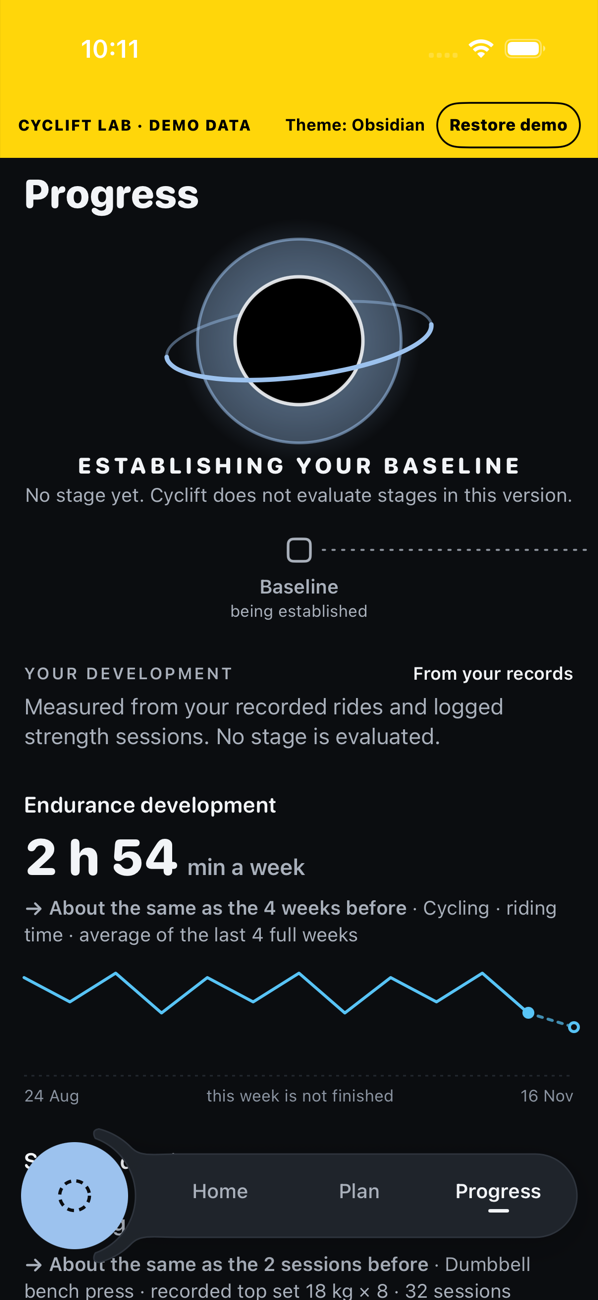 10:11
CYCLIFT LAB · DEMO DATA
Theme: Obsidian
Restore demo
Progress
ESTABLISHING YOUR BASELINE
No stage yet. Cyclift does not evaluate stages in this version.
Baseline
being established
YOUR DEVELOPMENT
From your records
Measured from your recorded rides and logged
strength sessions. No stage is evaluated.
Endurance development
2 h 54 min a week
→ About the same as the 4 weeks before · Cycling · riding
time · average of the last 4 full weeks
24 Aug
this week is not finished
16 Nov
Home
Plan
Progress
→ About the same as the 2 sessions before · Dumbbell
bench press · recorded top set 18 kg × 8 · 32 sessions